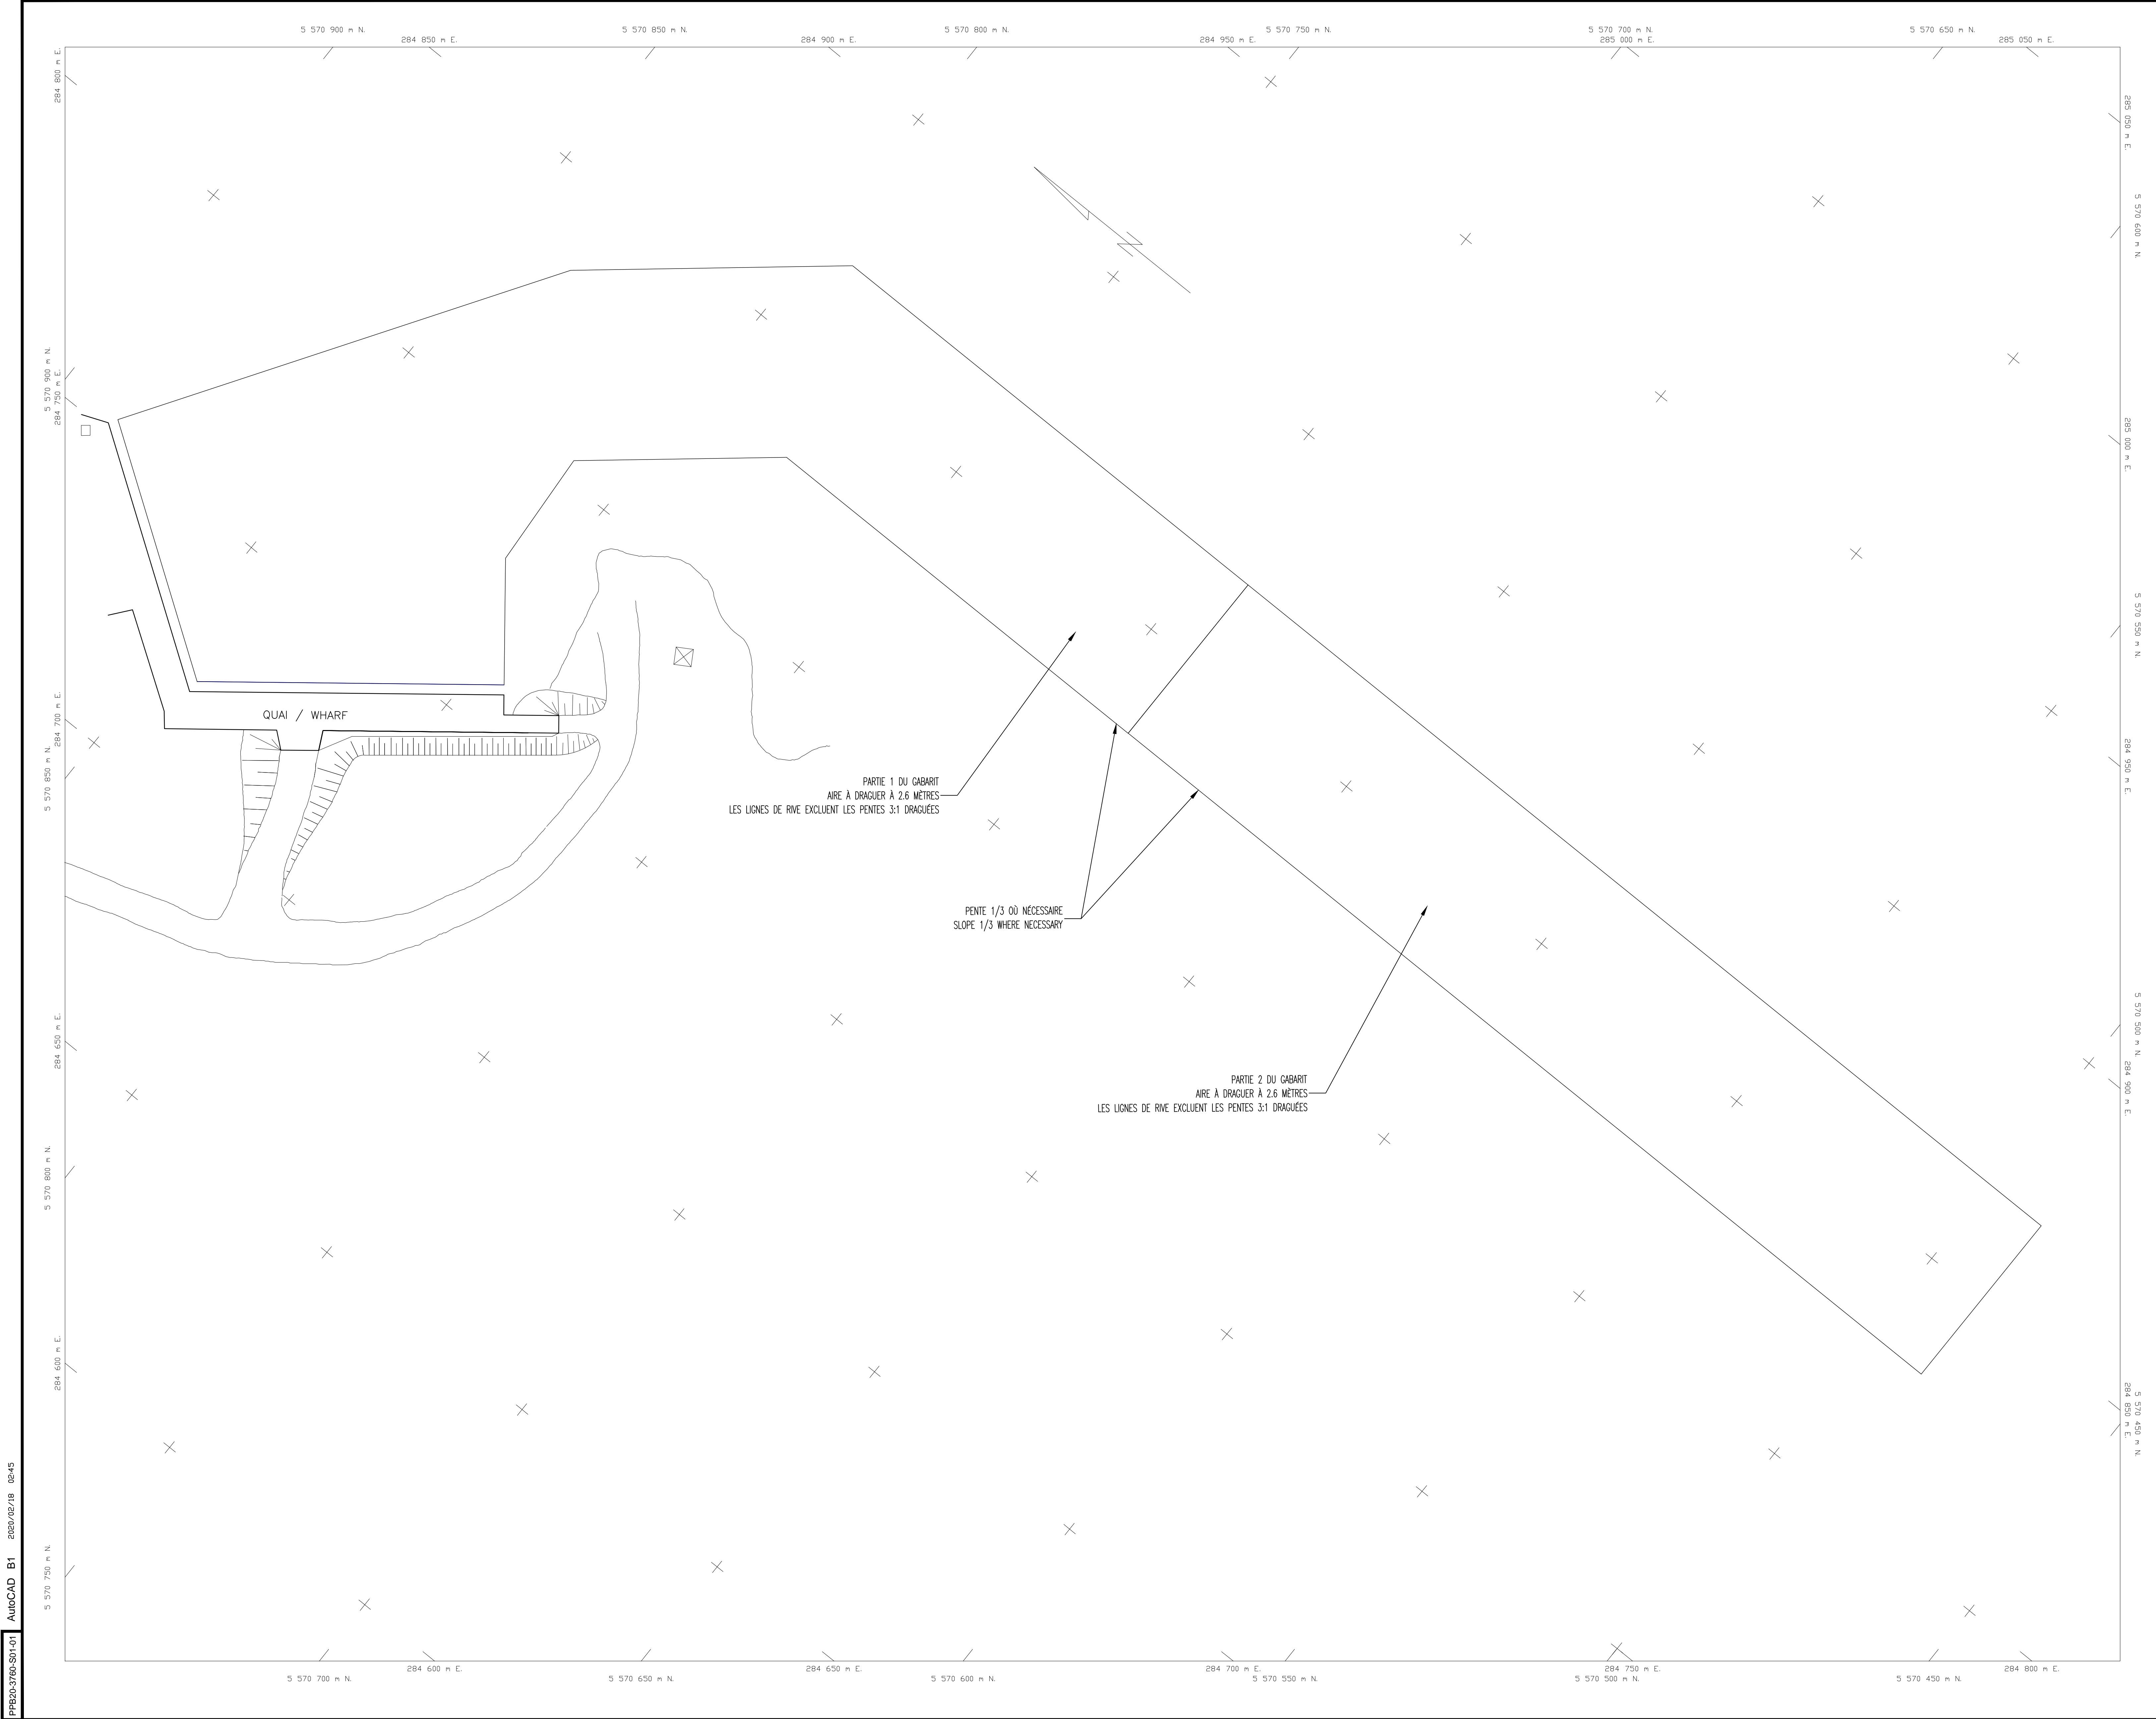 5 570 900 m N.
5 570 850 m N.
5 570 800 m N.
5 570 750 m N.
5 570 700 m N.
5 570 650 m N.
284 850 m E.
284 900 m E.
284 950 m E.
285 000 m E.
285 050 m E.
284 800 m E.
5 570 900 m N.
284 750 m E.
284 700 m E.
5 570 850 m N.
284 650 m E.
5 570 800 m N.
284 600 m E.
5 570 750 m N.
285 050 m E.
5 570 600 m N.
285 000 m E.
5 570 550 m N.
284 950 m E.
5 570 500 m N.
284 900 m E.
284 850 m E.
5 570 450 m N.
N
QUAI / WHARF
PARTIE 1 DU GABARIT
AIRE À DRAGUER À 2.6 MÈTRES
LES LIGNES DE RIVE EXCLUENT LES PENTES 3:1 DRAGUÉES
PENTE 1/3 OÙ NÉCESSAIRE
SLOPE 1/3 WHERE NECESSARY
PARTIE 2 DU GABARIT
AIRE À DRAGUER À 2.6 MÈTRES
LES LIGNES DE RIVE EXCLUENT LES PENTES 3:1 DRAGUÉES
284 600 m E.
284 650 m E.
284 700 m E.
284 750 m E.
284 800 m E.
5 570 700 m N.
5 570 650 m N.
5 570 600 m N.
5 570 550 m N.
5 570 500 m N.
5 570 450 m N.
PPB20-3760-S01-01 AutoCAD B1 2020/02/18 02:45